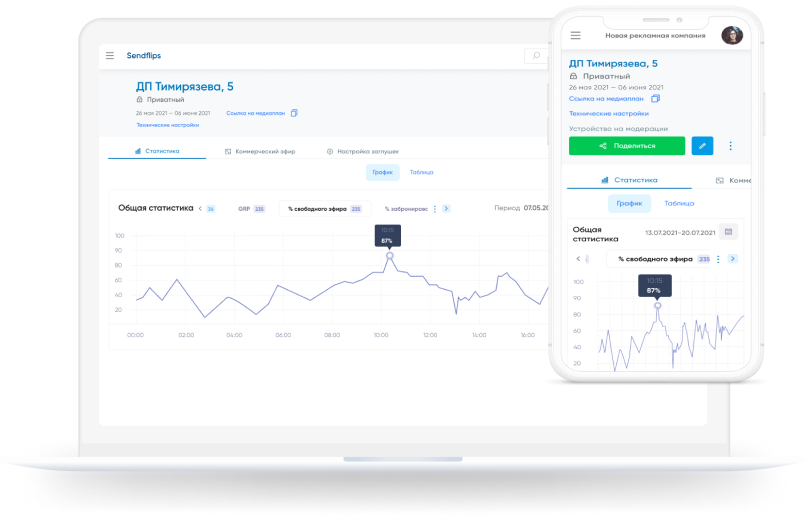 Sendflips
ДП Тимирязева, 5
Приватный
26 мая 2021 — 06 июня 2021 Ссылка на медиаплан
Технические настройки
Статистика Коммерческий эфир Настройка заглушек
График Таблица
Общая статистика 36 GRP 235 % свободного эфира 235 % забронировс Период 07.05.20
10:15
87%
100
90
80
60
40
20
00:00 02:00 04:00 06:00 08:00 10:00 12:00 14:00 16:00
Новая рекламная компания
ДП Тимирязева, 5
Приватный
26 мая 2021 — 06 июня 2021
Ссылка на медиаплан
Технические настройки
Устройство на модерации
Поделиться
Статистика Комме
График Таблица
Общая статистика 13.07.2021-20.07.2021
% свободного эфира 235
10:15
87%
100
90
80
60
40
20